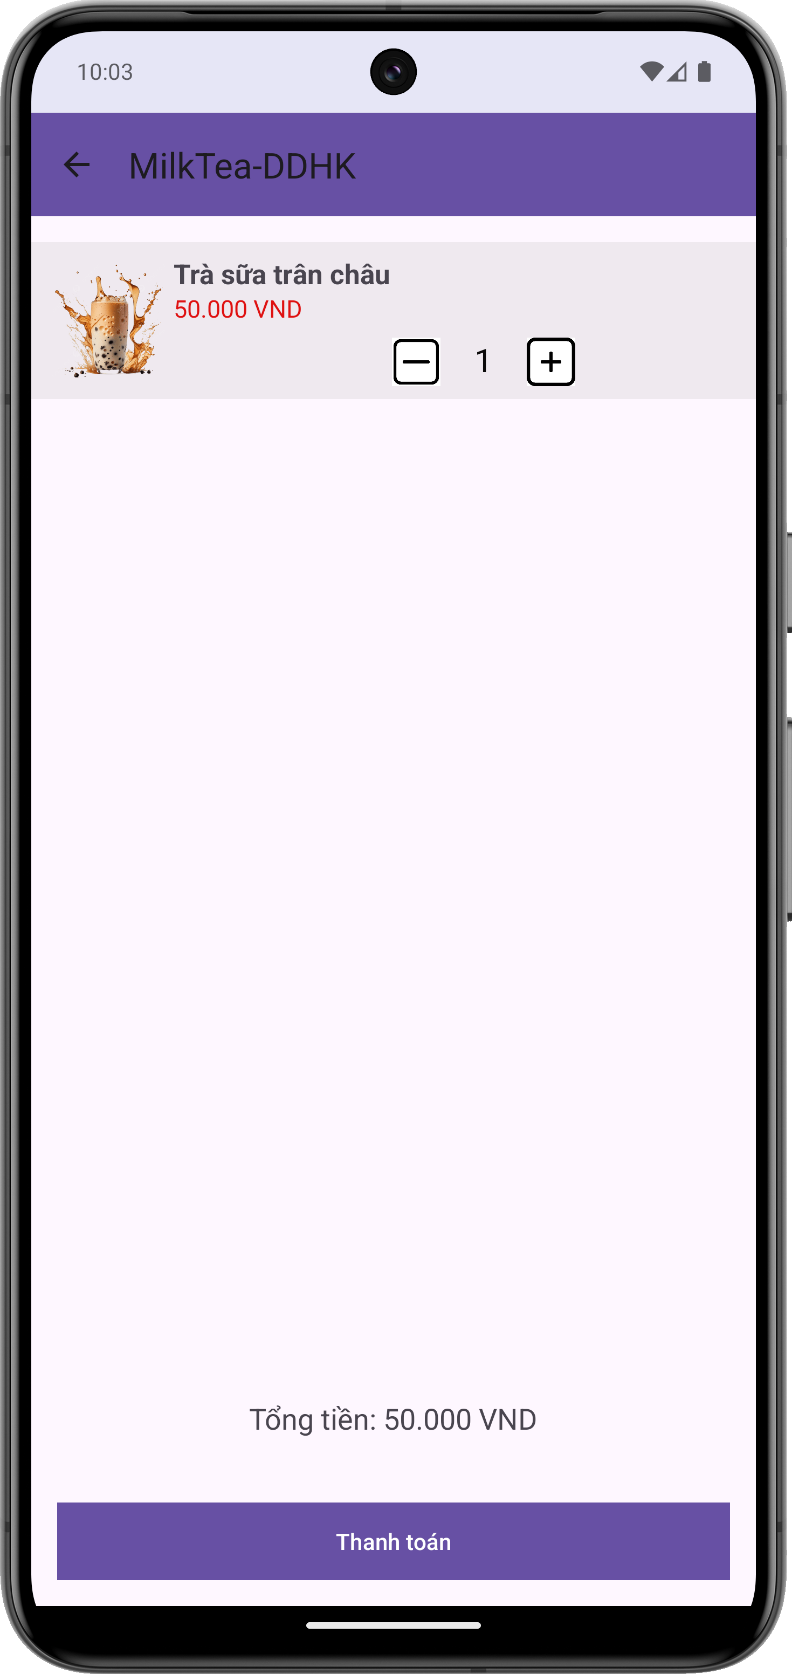 10:03
MilkTea-DDHK
Trà sữa trân châu
50.000 VND
1
Tổng tiền: 50.000 VND
Thanh toán